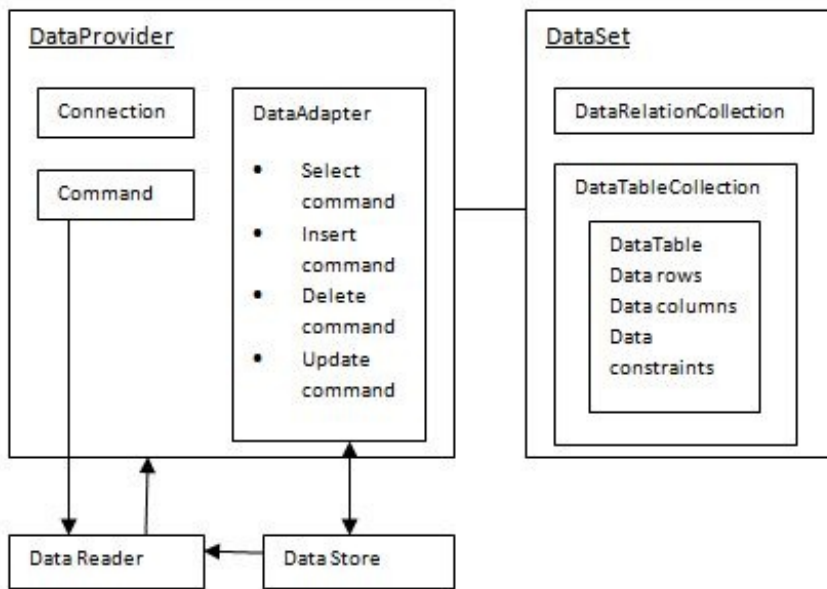 DataProvider
Connection
Command
DataAdapter
• Select
command
• Insert
command
• Delete
command
• Update
command
DataSet
DataRelationCollection
DataTableCollection
DataTable
Data rows
Data columns
Data
constraints
Data Reader
Data Store